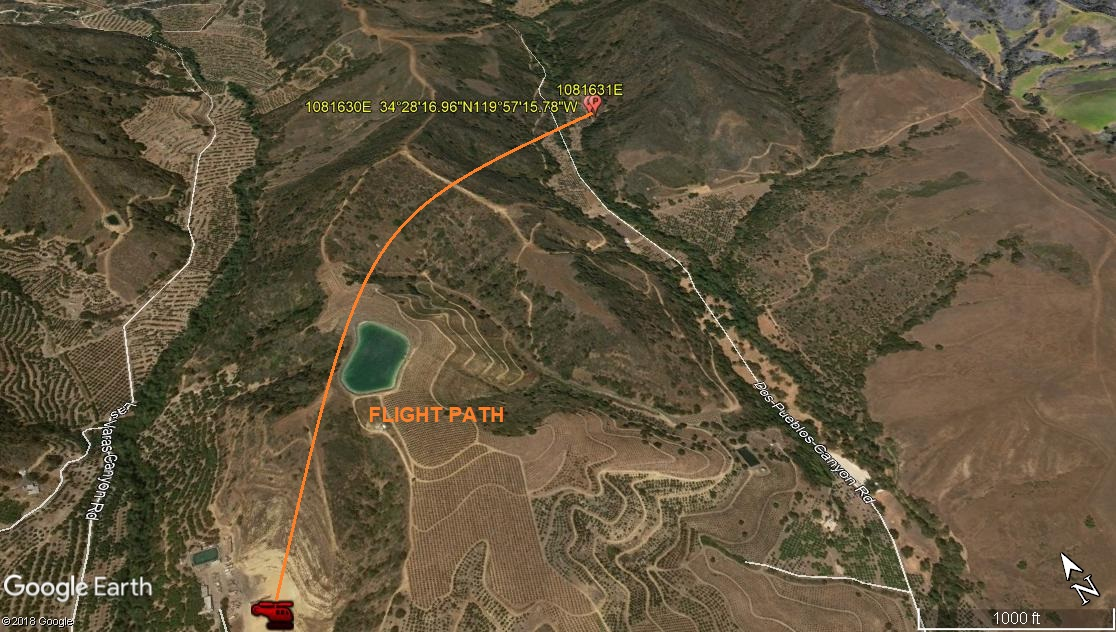 1081631E
1081630E 34°28'16.96"N119°57'15.78"W
FLIGHT PATH
Dos-Pueblos-Canyon Rd
Varas-Canyon-Rd
Google Earth
©2018 Google
N
1000 ft